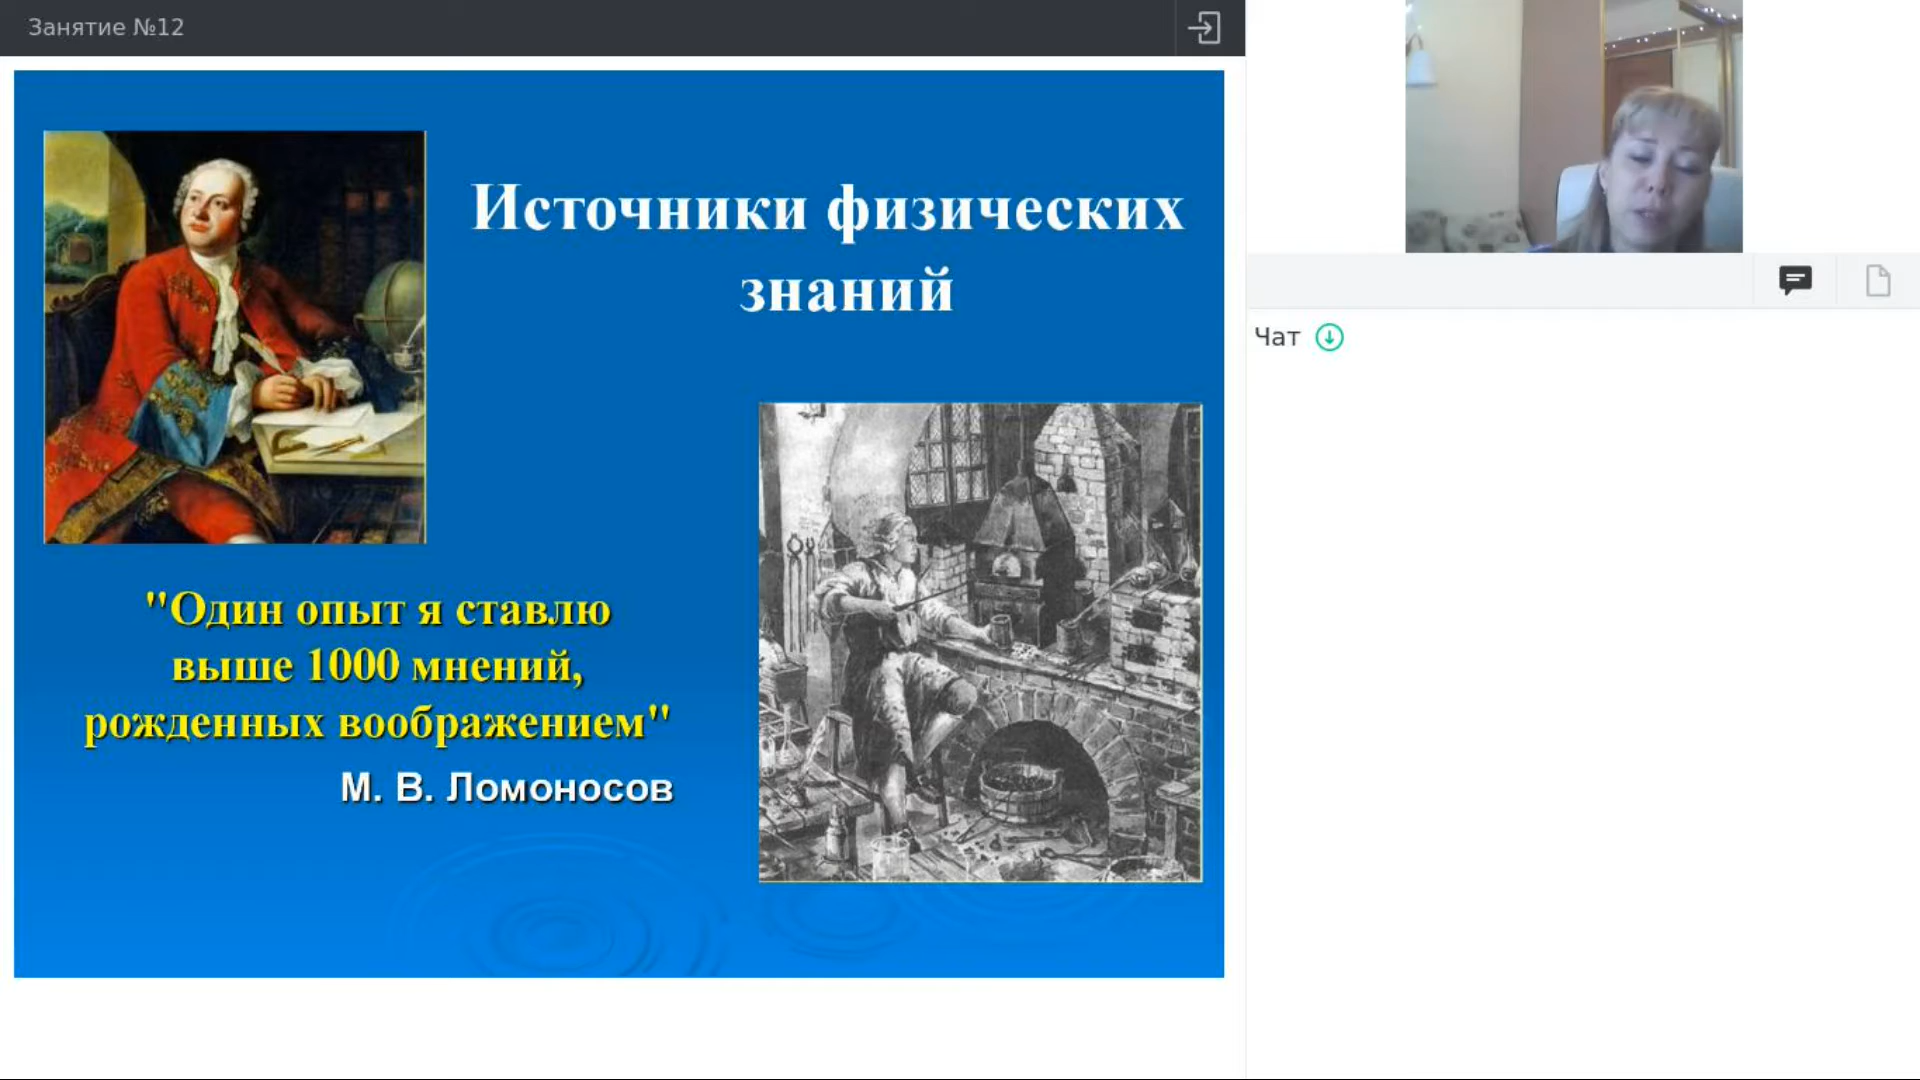 Занятие №12
Источники физических
знаний
"Один опыт я ставлю
выше 1000 мнений,
рожденных воображением"
М. В. Ломоносов
Чат